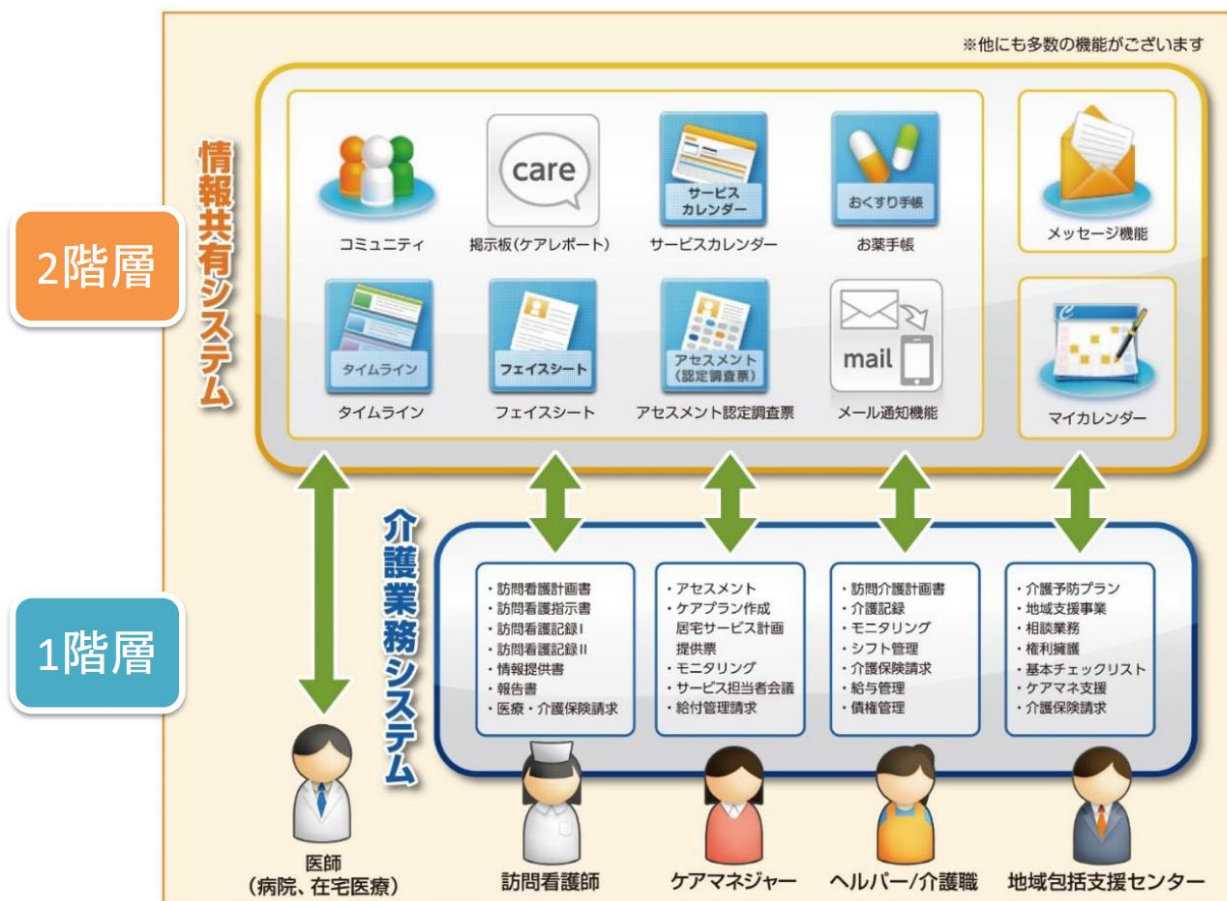 ※他にも多数の機能がございます
情報共有システム
2階層
care
サービス
カレンダー
おくすり手帳
コミュニティ
掲示板(ケアレポート)
サービスカレンダー
お薬手帳
メッセージ機能
タイムライン
フェイスシート
アセスメント
(認定調査票)
mail
タイムライン
フェイスシート
アセスメント認定調査票
メール通知機能
マイカレンダー
介護業務システム
1階層
・訪問看護計画書
・訪問看護指示書
・訪問看護記録I
・訪問看護記録II
・情報提供書
・報告書
・医療・介護保険請求
・アセスメント
・ケアプラン作成
居宅サービス計画
提供票
・モニタリング
・サービス担当者会議
・給付管理請求
・訪問介護計画書
・介護記録
・モニタリング
・シフト管理
・介護保険請求
・給与管理
・債権管理
・介護予防プラン
・地域支援事業
・相談業務
・権利擁護
・基本チェックリスト
・ケアマネ支援
・介護保険請求
医師
(病院、在宅医療)
訪問看護師
ケアマネジャー
ヘルパー/介護職
地域包括支援センター